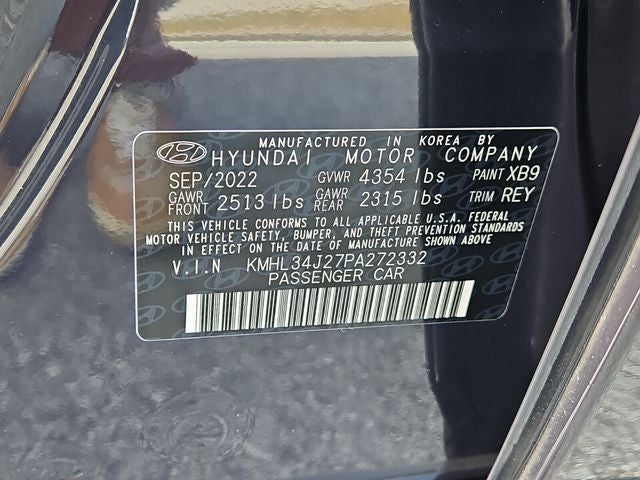 MANUFACTURED IN KOREA BY
HYUNDAI MOTOR COMPANY
SEP/2022 GVWR 4354 lbs PAINT XB9
GAWR FRONT 2513 lbs GAWR REAR 2315 lbs TRIM REY
THIS VEHICLE CONFORMS TO ALL APPLICABLE U.S.A. FEDERAL
MOTOR VEHICLE SAFETY, BUMPER, AND THEFT PREVENTION STANDARDS
IN EFFECT ON THE DATE OF MANUFACTURE SHOWN ABOVE
V.I.N KMHL34J27PA272332
PASSENGER CAR